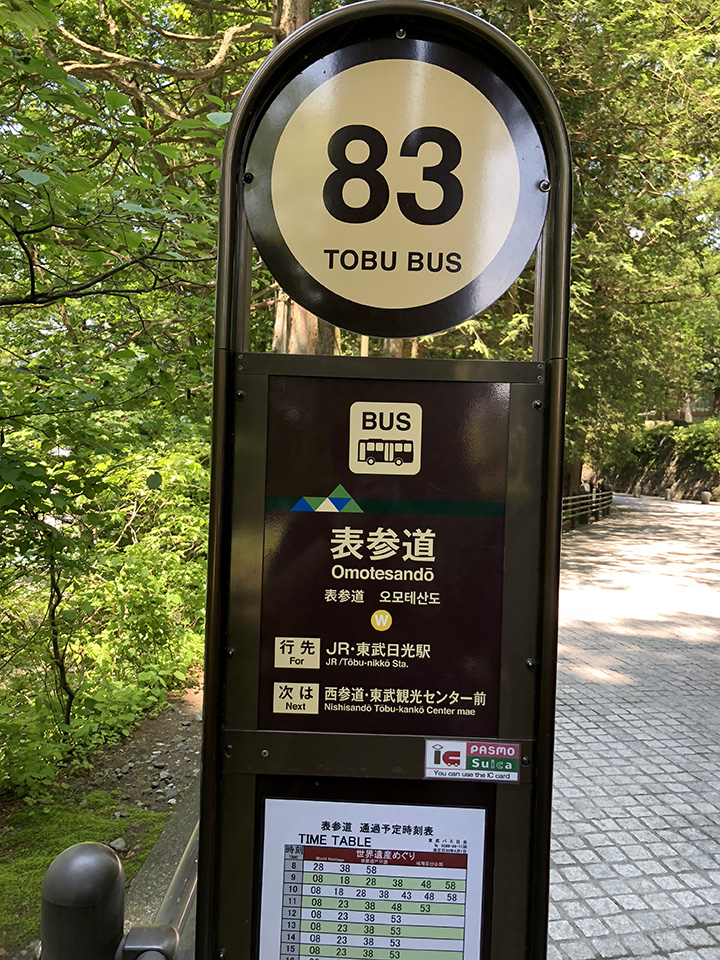 83
TOBU BUS
BUS
表参道
Omotesandō
表参道 오모테산도
W
行先 JR・東武日光駅
For JR /Tōbu-nikkō Sta.
次は 西参道・東武観光センター前
Next Nishisandō Tōbu-kankō Center mae
IC PASMO
Suica
You can use the IC card
表参道 通過予定時刻表
TIME TABLE
時刻 世界遺産めぐり
TIME World Heritage
8 28 38 58
9 08 18 28 38 48 58
10 08 18 28 38 43 48 58
11 08 23 38 48 53
12 08 23 38 53
13 08 23 38 53
14 08 23 38 53
15 08 23 38 53